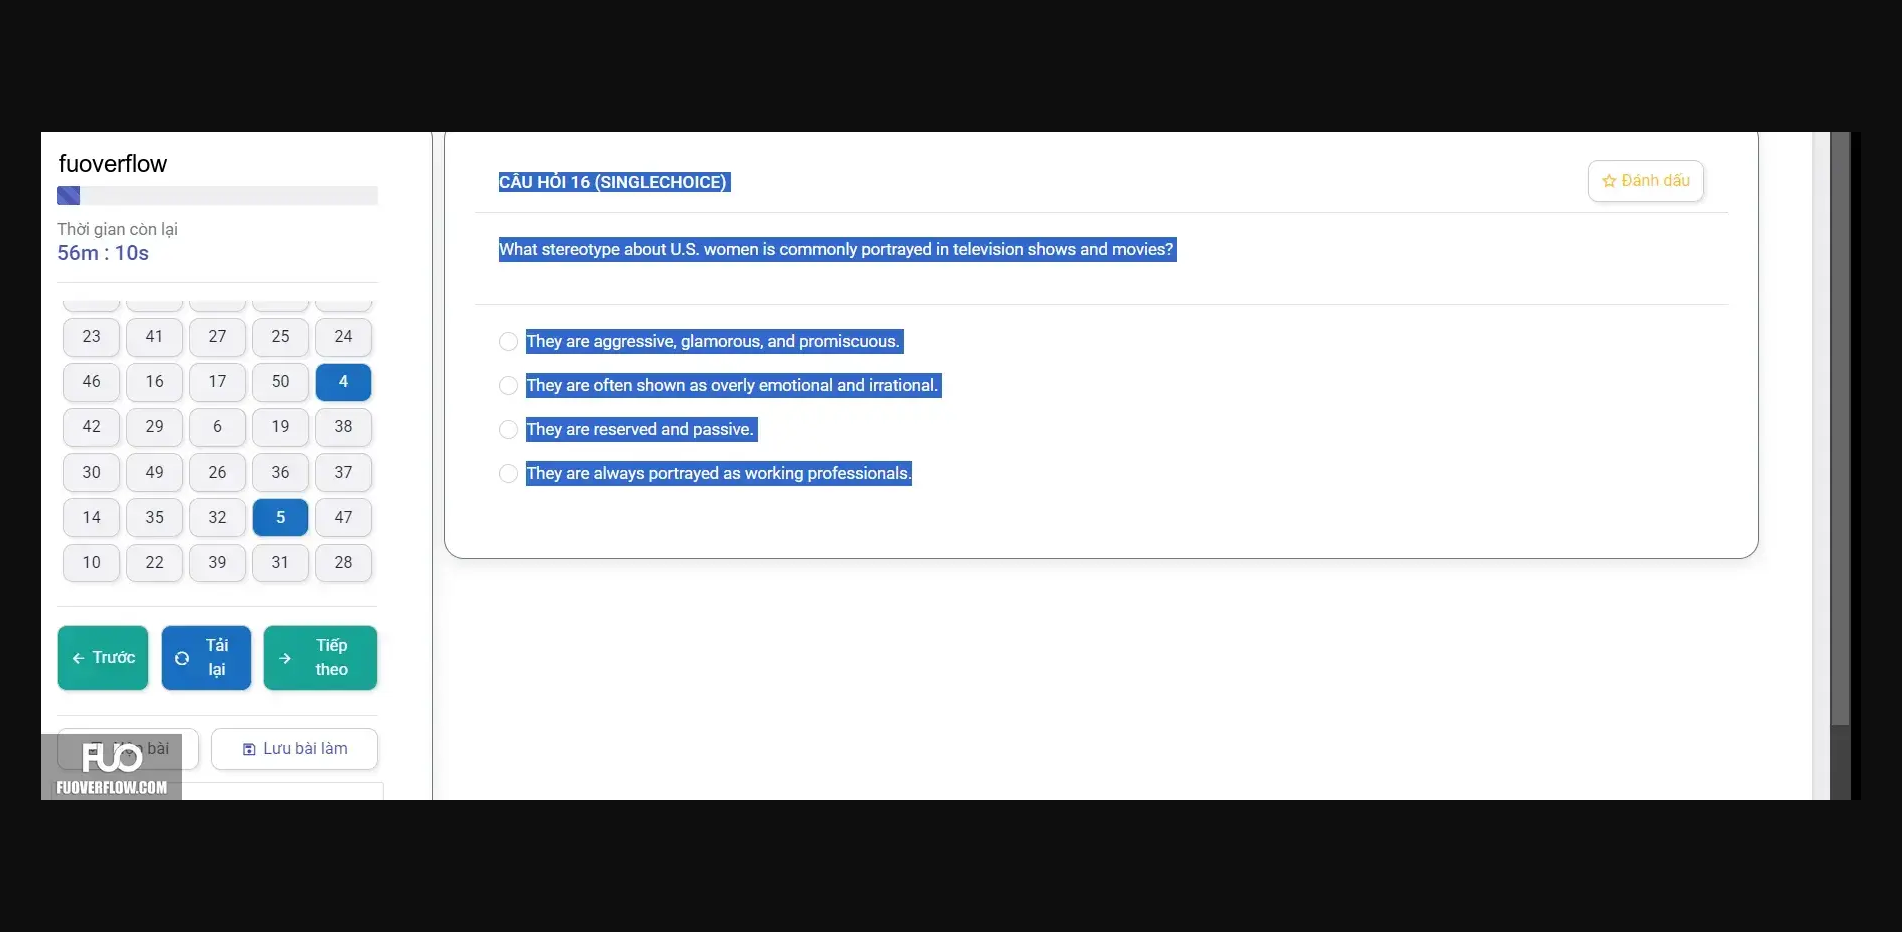 fuoverflow
Thời gian còn lại
56m : 10s
23 41 27 25 24
46 16 17 50 4
42 29 6 19 38
30 49 26 36 37
14 35 32 5 47
10 22 39 31 28
Trước
Tải lại
Tiếp theo
bài
Lưu bài làm
FUO
FUOVERFLOW.COM
CÂU HỎI 16 (SINGLECHOICE)
Đánh dấu
What stereotype about U.S. women is commonly portrayed in television shows and movies?
They are aggressive, glamorous, and promiscuous.
They are often shown as overly emotional and irrational.
They are reserved and passive.
They are always portrayed as working professionals.